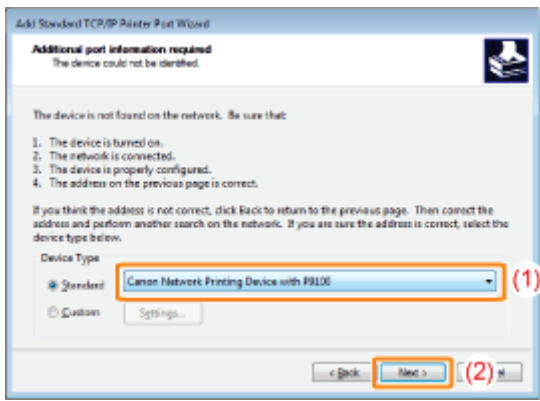 Add Standard TCP/IP Printer Port Wizard
Additional port information required
The device could not be identified.
The device is not found on the network. Be sure that:
1. The device is turned on.
2. The network is connected.
3. The device is properly configured.
4. The address on the previous page is correct.
If you think the address is not correct, click Back to return to the previous page. Then correct the
address and perform another search on the network. If you are sure the address is correct, select the
device type below.
Device Type
Standard
Canon Network Printing Device with P9100
(1)
Custom
Settings...
< Back
Next >
(2)